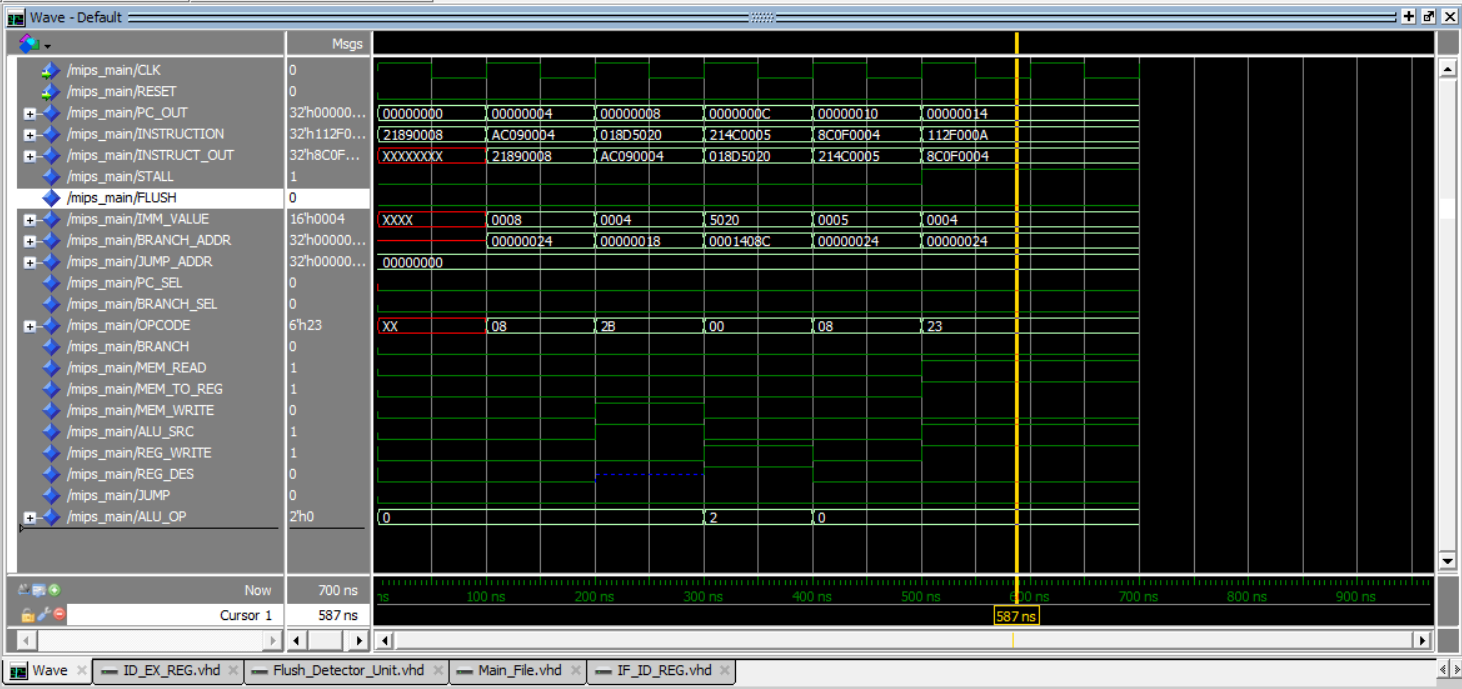 Wave - Default
Msgs
/mips_main/CLK 0
/mips_main/RESET 0
/mips_main/PC_OUT 32'h00000... 00000000 00000004 00000008 0000000C 00000010 00000014
/mips_main/INSTRUCTION 32'h112F0... 21890008 AC090004 018D5020 214C0005 8C0F0004 112F000A
/mips_main/INSTRUCT_OUT 32'h8C0F... XXXXXXXX 21890008 AC090004 018D5020 214C0005 8C0F0004
/mips_main/STALL 1
/mips_main/FLUSH 0
/mips_main/IMM_VALUE 16'h0004 XXXX 0008 0004 5020 0005 0004
/mips_main/BRANCH_ADDR 32'h00000... 00000024 00000018 0001408C 00000024 00000024
/mips_main/JUMP_ADDR 32'h00000... 00000000
/mips_main/PC_SEL 0
/mips_main/BRANCH_SEL 0
/mips_main/OPCODE 6'h23 XX 08 2B 00 08 23
/mips_main/BRANCH 0
/mips_main/MEM_READ 1
/mips_main/MEM_TO_REG 1
/mips_main/MEM_WRITE 0
/mips_main/ALU_SRC 1
/mips_main/REG_WRITE 1
/mips_main/REG_DES 0
/mips_main/JUMP 0
/mips_main/ALU_OP 2'h0 0 2 0
Now 700 ns ns 100 ns 200 ns 300 ns 400 ns 500 ns 600 ns 700 ns 800 ns 900 ns
Cursor 1 587 ns 587 ns
Wave ID_EX_REG.vhd Flush_Detector_Unit.vhd Main_File.vhd IF_ID_REG.vhd